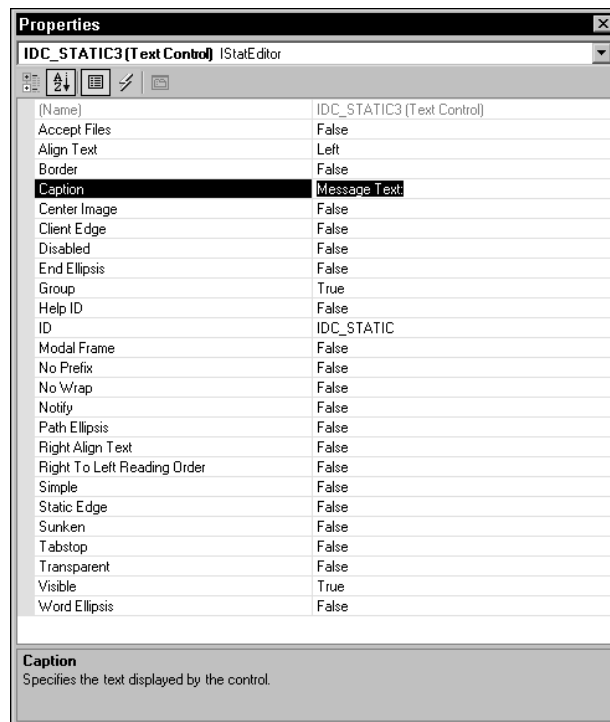 Properties
IDC_STATIC3 (Text Control) IStatEditor
(Name) IDC_STATIC3 (Text Control)
Accept Files False
Align Text Left
Border False
Caption Message Text:
Center Image False
Client Edge False
Disabled False
End Ellipsis False
Group True
Help ID False
ID IDC_STATIC
Modal Frame False
No Prefix False
No Wrap False
Notify False
Path Ellipsis False
Right Align Text False
Right To Left Reading Order False
Simple False
Static Edge False
Sunken False
Tabstop False
Transparent False
Visible True
Word Ellipsis False
Caption
Specifies the text displayed by the control.